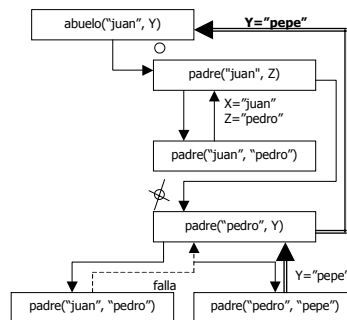 abuelo(“juan”, Y)
Y=”pepe”
padre("juan", Z)
X=”juan”
Z=”pedro”
padre(“juan”, “pedro”)
padre(“pedro”, Y)
falla
Y=”pepe”
padre(“juan”, “pedro”)
padre(“pedro”, “pepe”)